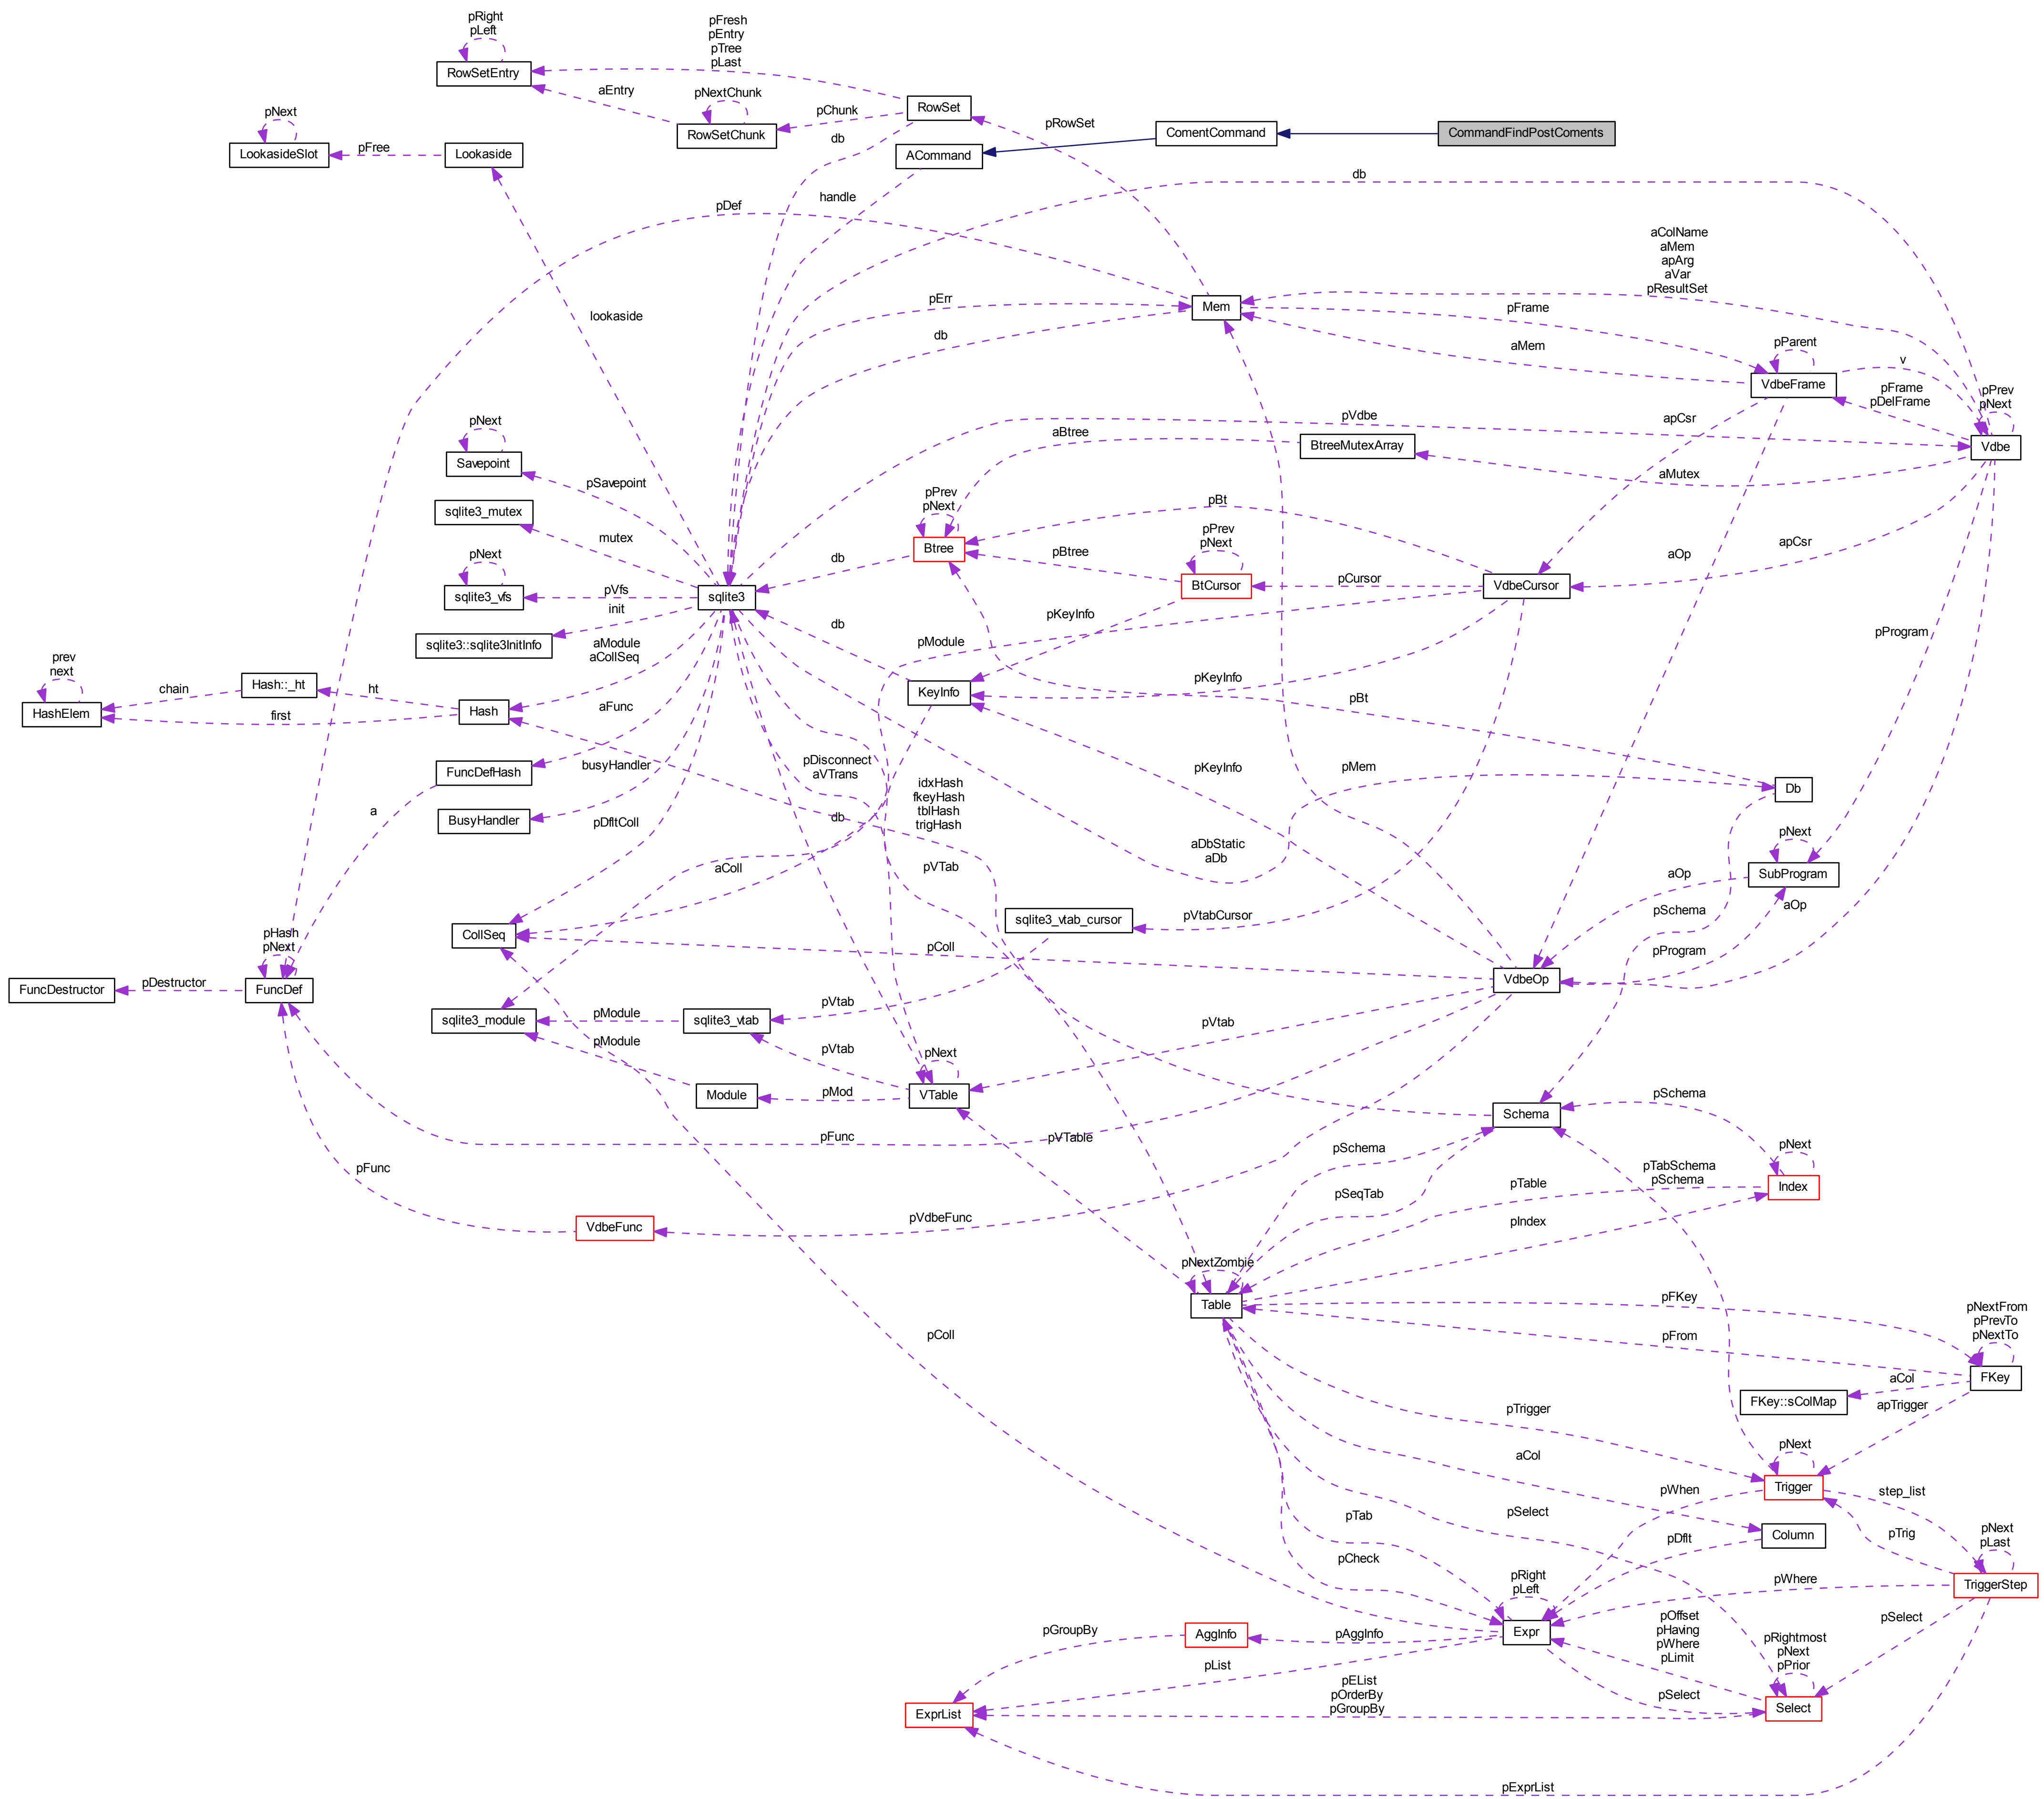 pRight
pLeft
pFresh
pEntry
pTree
pLast
RowSetEntry
aEntry
pNextChunk
RowSetChunk
pChunk
RowSet
pRowSet
ComentCommand
CommandFindPostComents
pNext
LookasideSlot
pFree
Lookaside
db
ACommand
handle
db
pDef
lookaside
aColName
aMem
apArg
aVar
pResultSet
pErr
Mem
pFrame
db
aMem
pParent
VdbeFrame
v
pFrame
pDelFrame
pPrev
pNext
Vdbe
pVdbe
apCsr
pNext
Savepoint
pSavepoint
aBtree
BtreeMutexArray
aMutex
sqlite3_mutex
mutex
pPrev
pNext
Btree
pBt
pPrev
pNext
pBtree
BtCursor
pCursor
VdbeCursor
apCsr
aOp
pNext
sqlite3_vfs
pVfs
sqlite3
db
init
sqlite3::sqlite3InitInfo
aModule
aCollSeq
db
pModule
pKeyInfo
pProgram
prev
next
HashElem
chain
Hash::_ht
ht
first
Hash
KeyInfo
pKeyInfo
pBt
aFunc
FuncDefHash
busyHandler
pDisconnect
aVTrans
idxHash
fkeyHash
tblHash
trigHash
pKeyInfo
pMem
Db
a
BusyHandler
pDfltColl
db
aColl
pVTab
aDbStatic
aDb
pNext
SubProgram
aOp
pSchema
aOp
pHash
pNext
CollSeq
sqlite3_vtab_cursor
pVtabCursor
pColl
pProgram
FuncDestructor
pDestructor
FuncDef
VdbeOp
sqlite3_module
pModule
sqlite3_vtab
pVtab
pVtab
pModule
pVtab
pNext
Module
pMod
VTable
Schema
pSchema
pFunc
pVTable
pSchema
pNext
pFunc
pSeqTab
pTable
pTabSchema
pSchema
Index
VdbeFunc
pVdbeFunc
pIndex
pNextZombie
Table
pFKey
pColl
pFrom
pNextFrom
pPrevTo
pNextTo
FKey
aCol
FKey::sColMap
apTrigger
pTrigger
pNext
aCol
Trigger
step_list
pWhen
pTab
pSelect
pDflt
Column
pTrig
pNext
pLast
pCheck
pRight
pLeft
pWhere
TriggerStep
pGroupBy
AggInfo
pAggInfo
Expr
pOffset
pHaving
pWhere
pLimit
pRightmost
pNext
pPrior
pSelect
pList
pEList
pOrderBy
pGroupBy
pSelect
ExprList
Select
pExprList